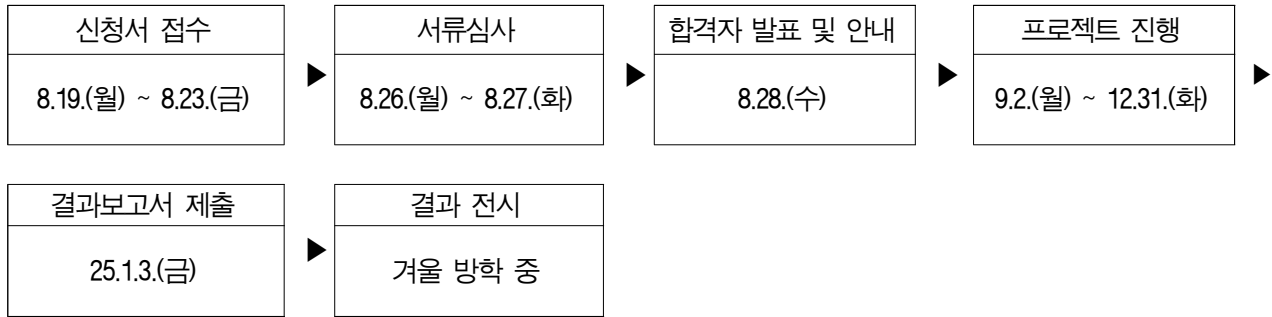 신청서 접수
8.19.(월) ~ 8.23.(금)
▶
서류심사
8.26.(월) ~ 8.27.(화)
▶
합격자 발표 및 안내
8.28.(수)
▶
프로젝트 진행
9.2.(월) ~ 12.31.(화)
▶
결과보고서 제출
25.1.3.(금)
▶
결과 전시
겨울 방학 중